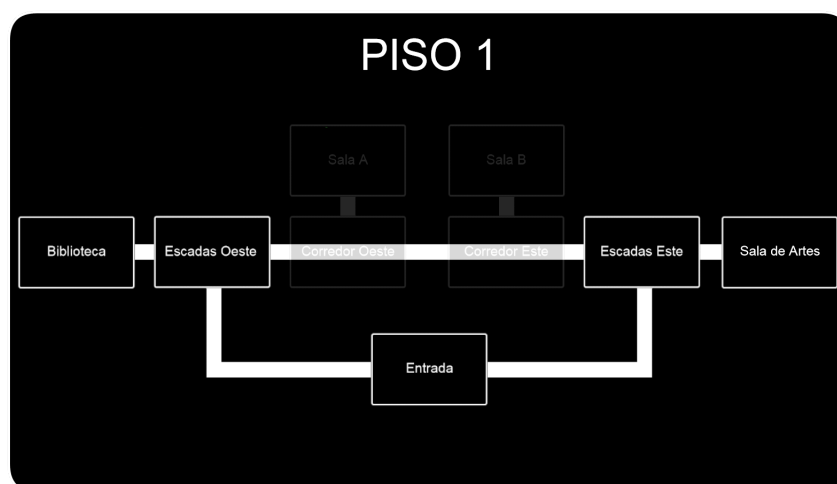 PISO 1
Sala A
Sala B
Biblioteca
Escadas Oeste
Corredor Oeste
Corredor Este
Escadas Este
Sala de Artes
Entrada